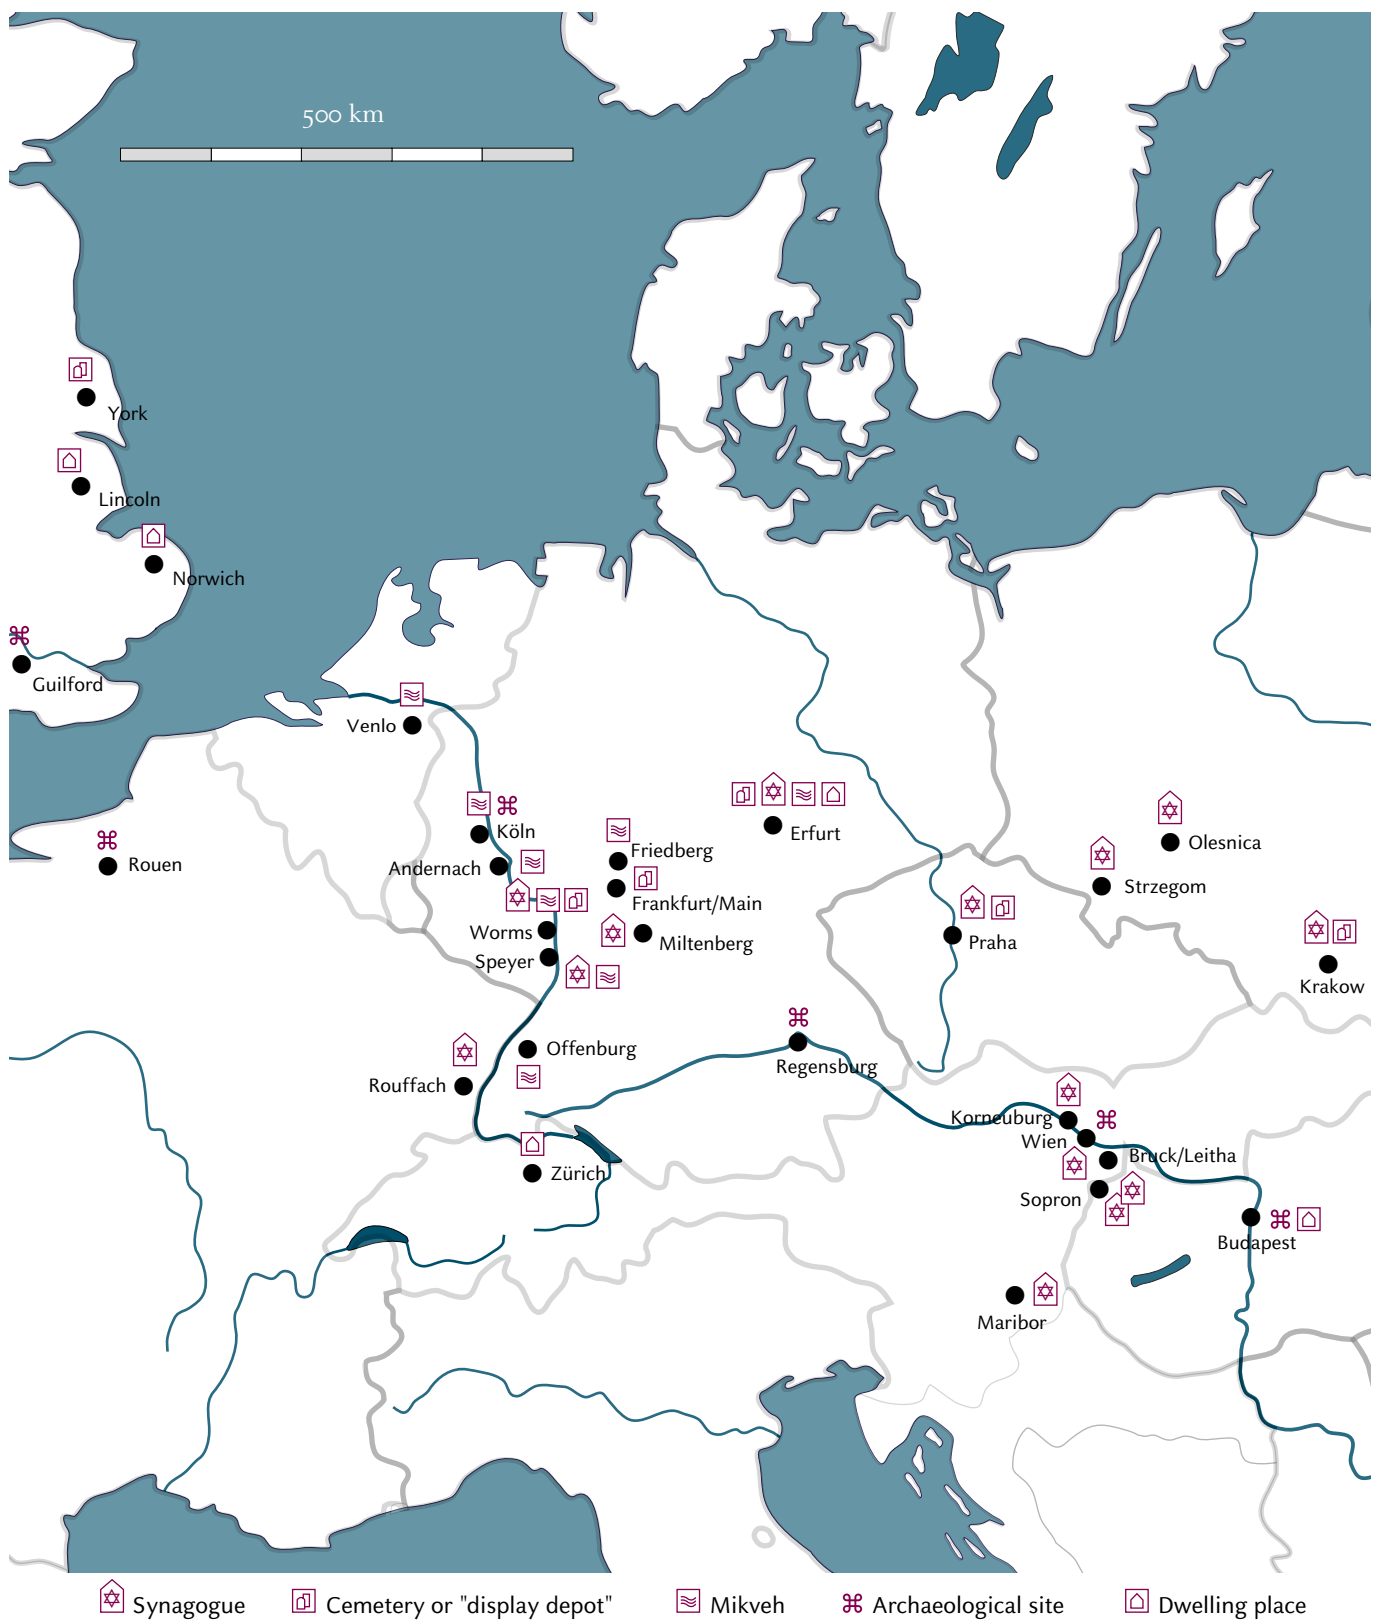 500 km
York
Lincoln
Norwich
Guilford
Venlo
Köln
Rouen
Andernach
Friedberg
Erfurt
Olesnica
Frankfurt/Main
Strzegom
Worms
Miltenberg
Praha
Speyer
Krakow
Offenburg
Regensburg
Rouffach
Korneuburg
Wien
Bruck/Leitha
Zürich
Sopron
Budapest
Maribor
Synagogue
Cemetery or "display depot"
Mikveh
Archaeological site
Dwelling place